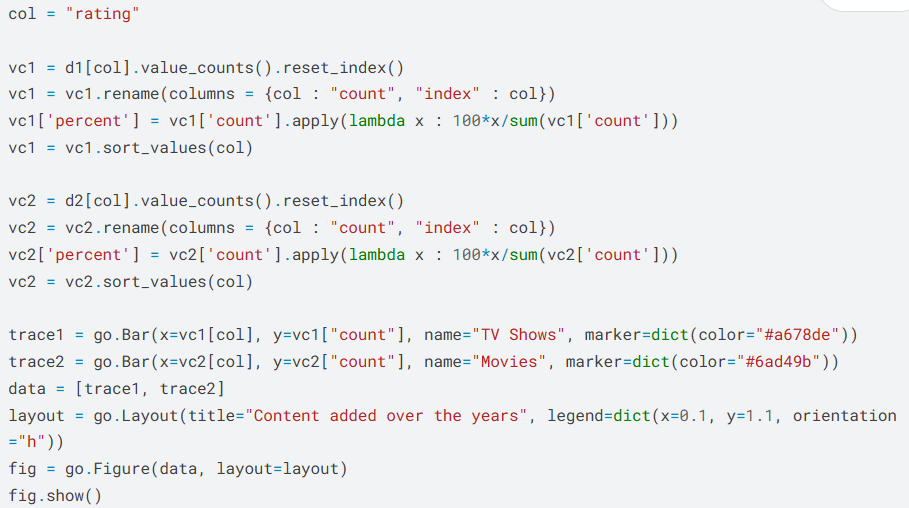 col = "rating"
vc1 = d1[col].value_counts().reset_index()
vc1 = vc1.rename(columns = {col : "count", "index" : col})
vc1['percent'] = vc1['count'].apply(lambda x : 100*x/sum(vc1['count']))
vc1 = vc1.sort_values(col)
vc2 = d2[col].value_counts().reset_index()
vc2 = vc2.rename(columns = {col : "count", "index" : col})
vc2['percent'] = vc2['count'].apply(lambda x : 100*x/sum(vc2['count']))
vc2 = vc2.sort_values(col)
trace1 = go.Bar(x=vc1[col], y=vc1["count"], name="TV Shows", marker=dict(color="#a678de"))
trace2 = go.Bar(x=vc2[col], y=vc2["count"], name="Movies", marker=dict(color="#6ad49b"))
data = [trace1, trace2]
layout = go.Layout(title="Content added over the years", legend=dict(x=0.1, y=1.1, orientation
="h"))
fig = go.Figure(data, layout=layout)
fig.show()